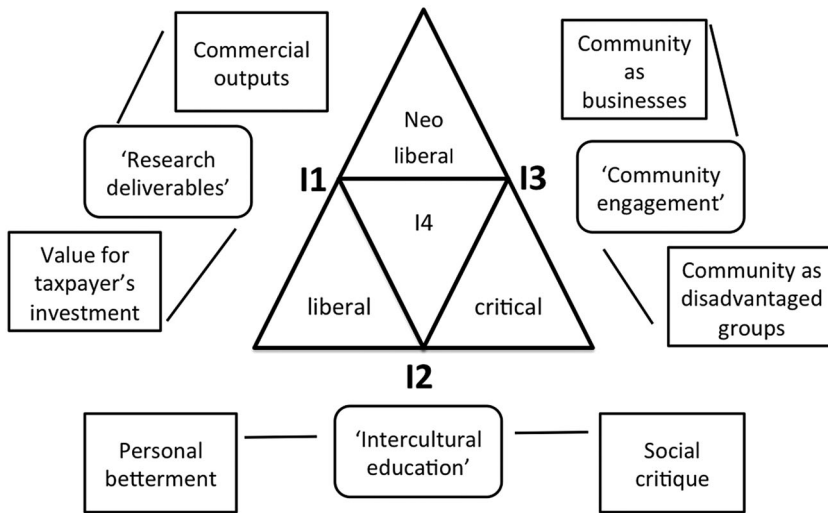 Commercial
outputs
Community
as
businesses
Neo
liberal
‘Research
deliverables’
I1
I3
‘Community
engagement’
I4
Value for
taxpayer’s
investment
Community as
disadvantaged
groups
liberal
critical
I2
Personal
betterment
‘Intercultural
education’
Social
critique